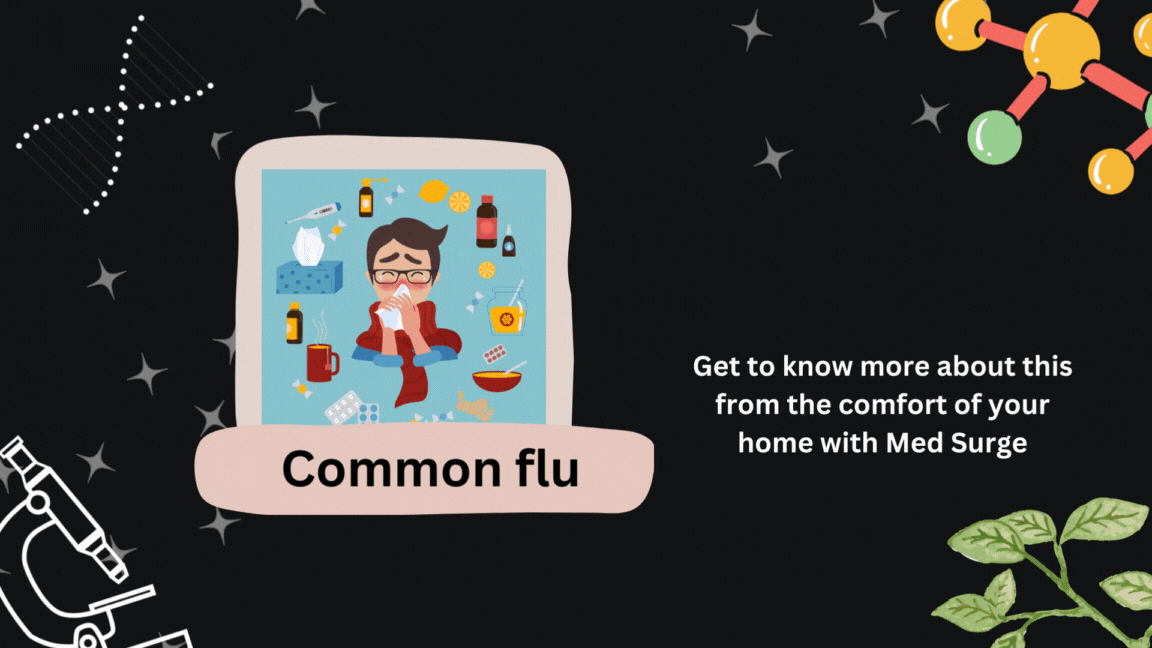 Common flu
Get to know more about this
from the comfort of your
home with Med Surge